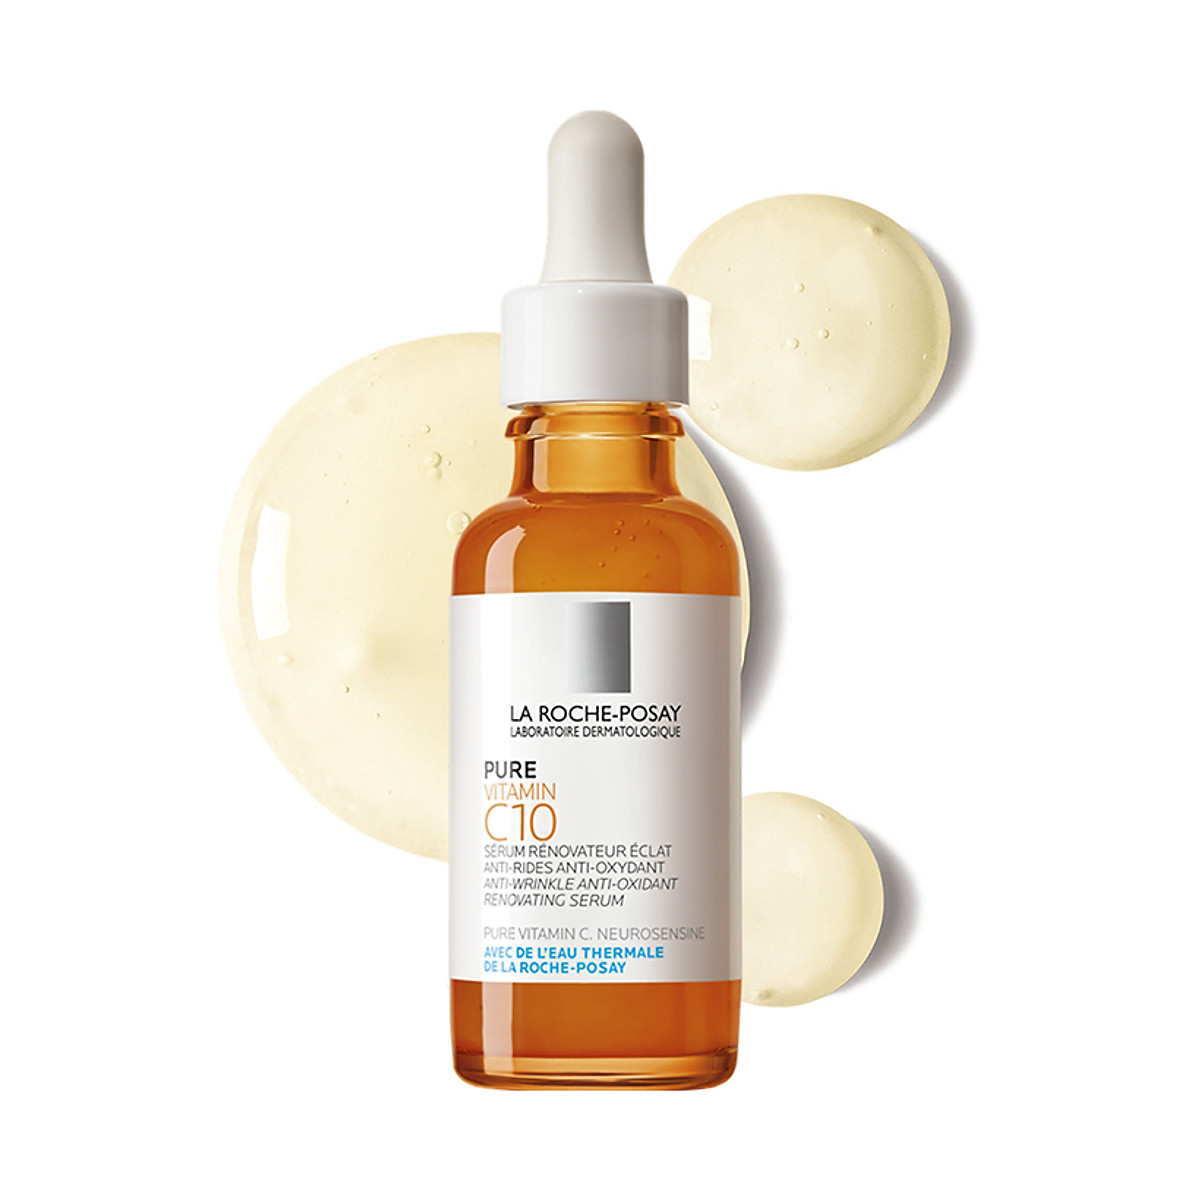 LA ROCHE-POSAY
LABORATOIRE DERMATOLOGIQUE
PURE
VITAMIN
C10
SÉRUM RÉNOVATEUR ÉCLAT
ANTI-RIDES ANTI-OXYDANT
ANTI-WRINKLE ANTI-OXIDANT
RENOVATING SERUM
PURE VITAMIN C. NEUROSENSINE
AVEC DE L'EAU THERMALE
DE LA ROCHE-POSAY